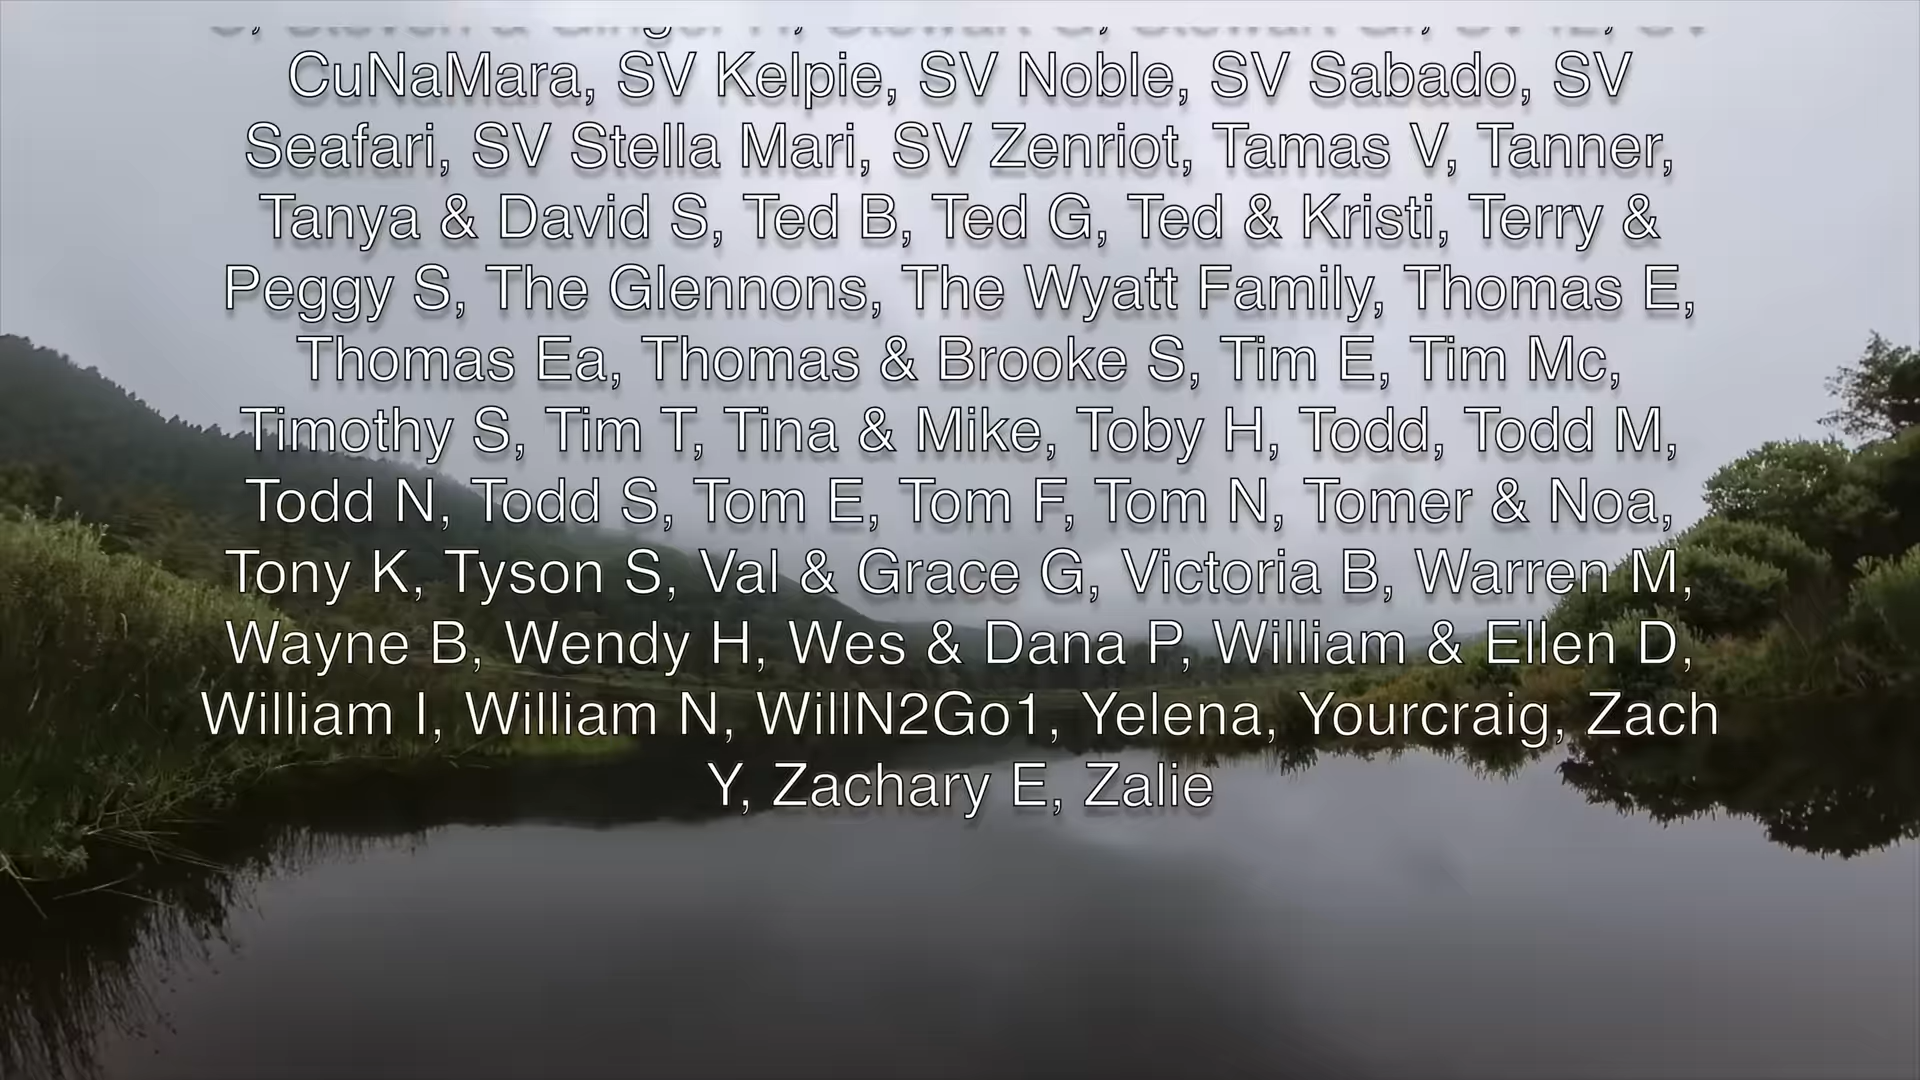 CuNaMara, SV Kelpie, SV Noble, SV Sabado, SV
Seafari, SV Stella Mari, SV Zenriot, Tamas V, Tanner,
Tanya & David S, Ted B, Ted G, Ted & Kristi, Terry &
Peggy S, The Glennons, The Wyatt Family, Thomas E,
Thomas Ea, Thomas & Brooke S, Tim E, Tim Mc,
Timothy S, Tim T, Tina & Mike, Toby H, Todd, Todd M,
Todd N, Todd S, Tom E, Tom F, Tom N, Tomer & Noa,
Tony K, Tyson S, Val & Grace G, Victoria B, Warren M,
Wayne B, Wendy H, Wes & Dana P, William & Ellen D,
William I, William N, WillN2Go1, Yelena, Yourcraig, Zach
Y, Zachary E, Zalie